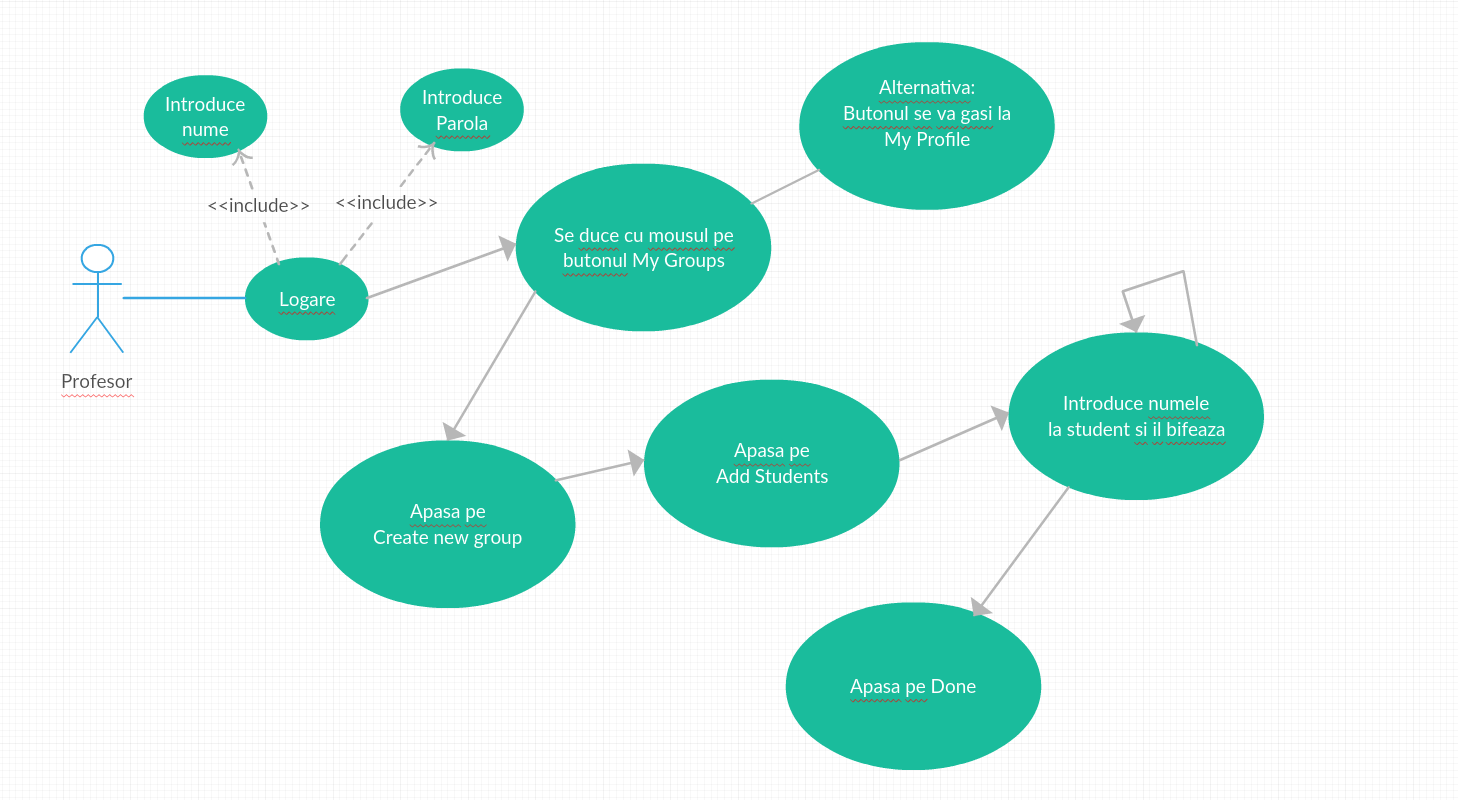 Introduce
nume
Introduce
Parola
Alternativa:
Butonul se va gasi la
My Profile
<<include>>
<<include>>
Se duce cu mousul pe
butonul My Groups
Logare
Profesor
Introduce numele
la student si il bifeaza
Apasa pe
Add Students
Apasa pe
Create new group
Apasa pe Done